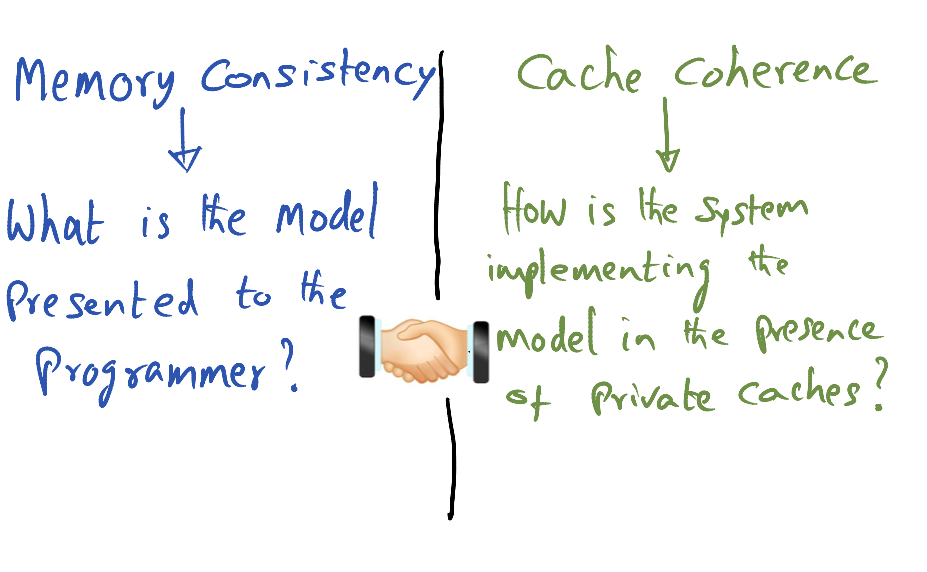 Memory Consistency
What is the Model
Presented to the
Programmer?
Cache Coherence
How is the System
implementing the
model in the presence
of Private Caches?